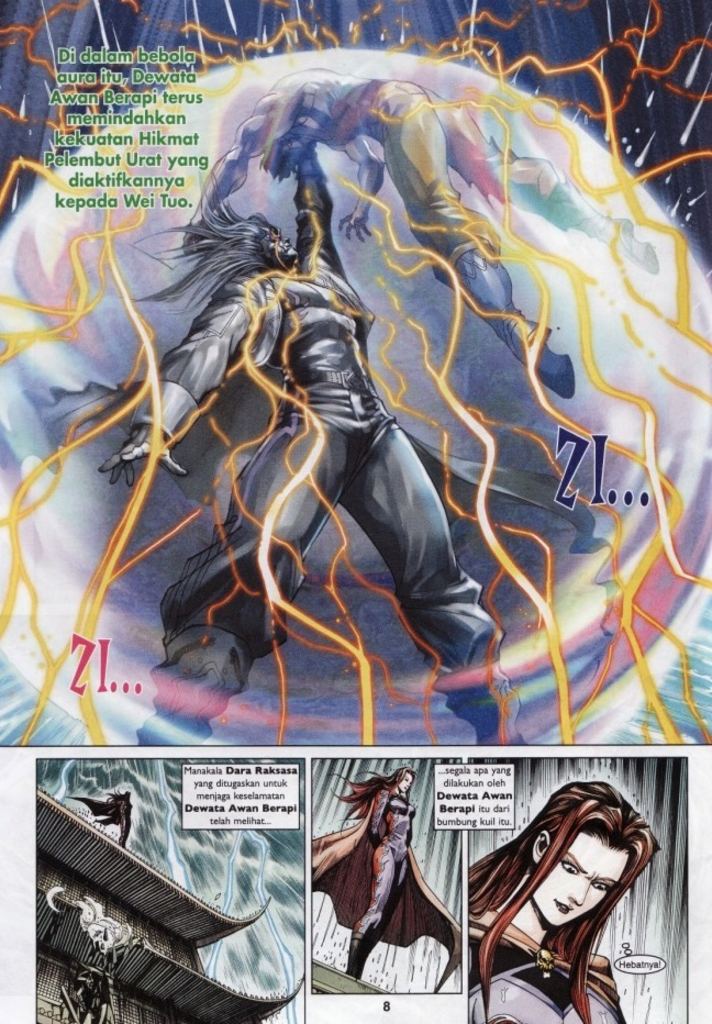 Di dalam bebola
aura itu, Dewata
Awan Berapi terus
memindahkan
kekuatan Hikmat
Pelembut Urat yang
diaktifkannya
kepada Wei Tuo.
ZI...
ZI...
Manakala Dara Raksasa
yang ditugaskan untuk
menjaga keselamatan
Dewata Awan Berapi
telah melihat...
...segala apa yang
dilakukan oleh
Dewata Awan
Berapi itu dari
bumbung kuil itu.
Hebatnya!
8